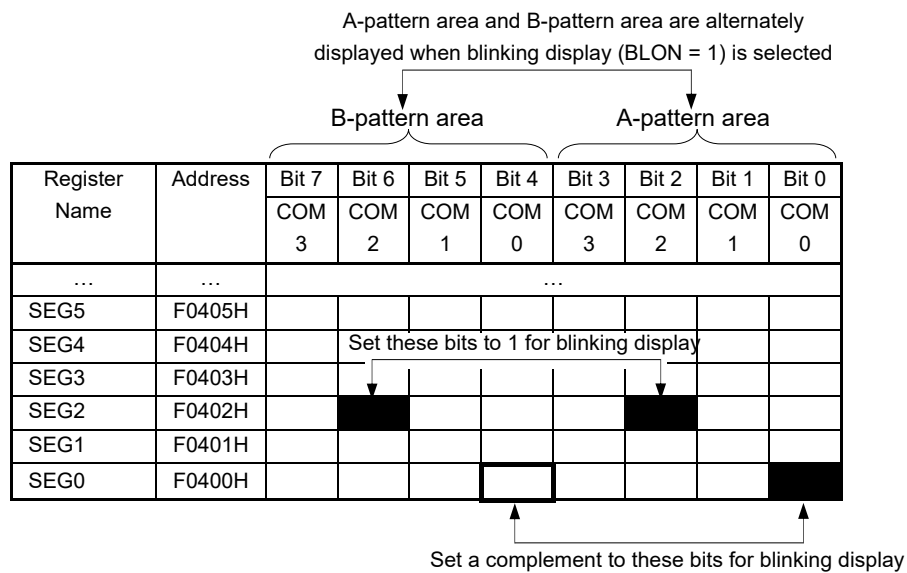 A-pattern area and B-pattern area are alternately
displayed when blinking display (BLON = 1) is selected
B-pattern area A-pattern area
Register Name Address Bit 7 Bit 6 Bit 5 Bit 4 Bit 3 Bit 2 Bit 1 Bit 0
COM 3 COM 2 COM 1 COM 0 COM 3 COM 2 COM 1 COM 0
… … …
SEG5 F0405H
SEG4 F0404H Set these bits to 1 for blinking display
SEG3 F0403H
SEG2 F0402H
SEG1 F0401H
SEG0 F0400H
Set a complement to these bits for blinking display